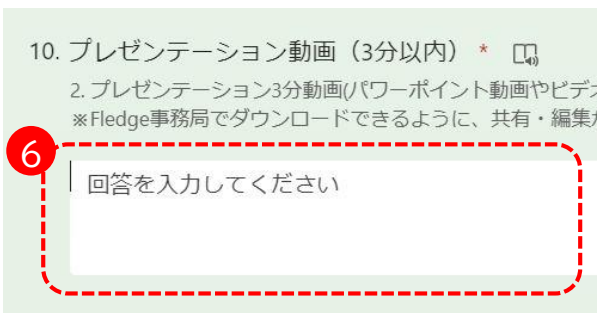 10. プレゼンテーション動画（3分以内） *
2. プレゼンテーション3分動画(パワーポイント動画やビデ
※Fledge事務局でダウンロードできるように、共有・編集
6
回答を入力してください